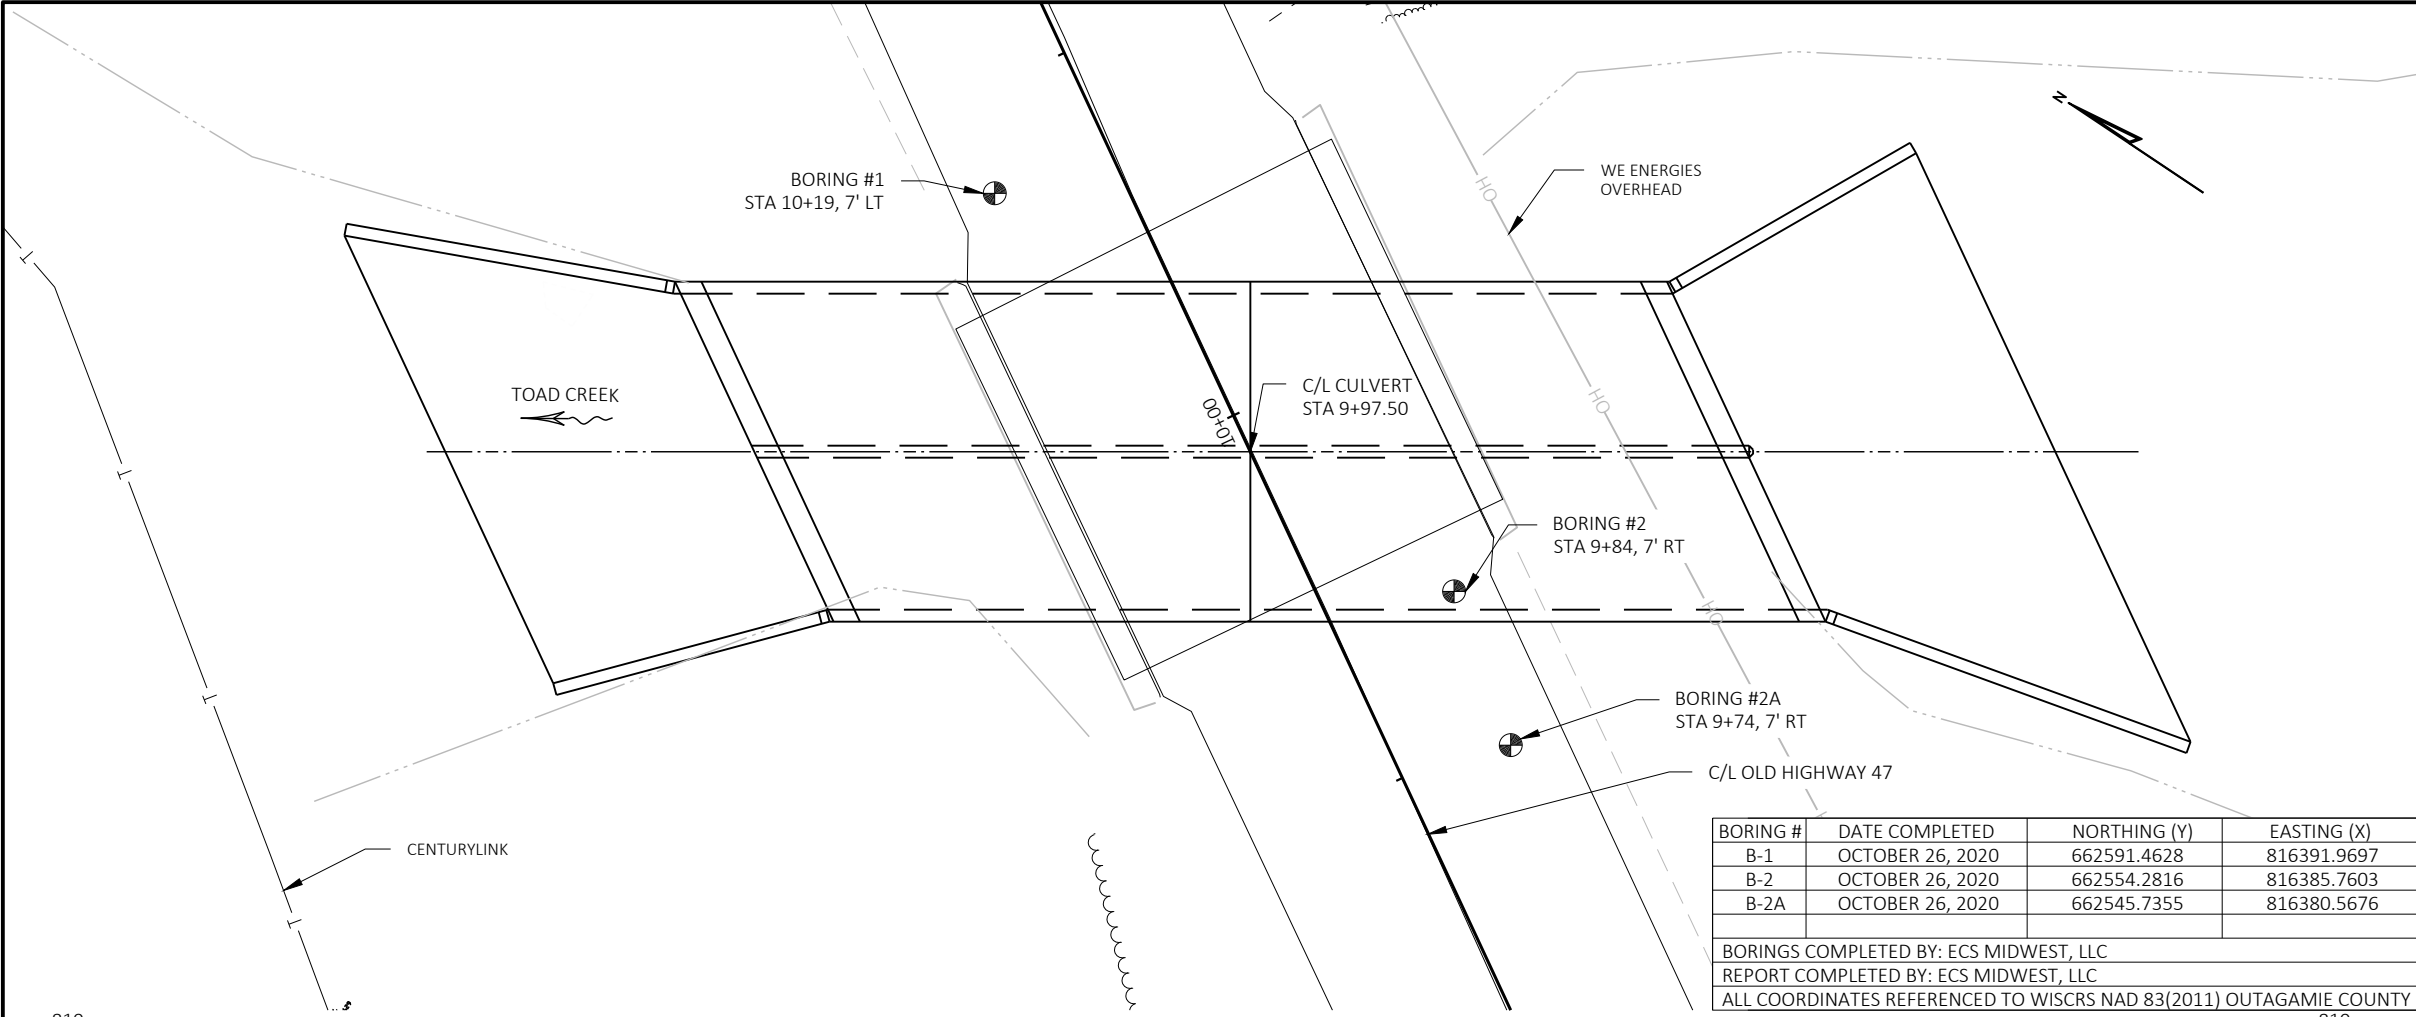 N
BORING #1
STA 10+19, 7' LT
WE ENERGIES
OVERHEAD
OH
TOAD CREEK
C/L CULVERT
STA 9+97.50
10+00
OH
BORING #2
STA 9+84, 7' RT
OH
BORING #2A
STA 9+74, 7' RT
C/L OLD HIGHWAY 47
CENTURYLINK
T
T
T
T
BORING # DATE COMPLETED NORTHING (Y) EASTING (X)
B-1 OCTOBER 26, 2020 662591.4628 816391.9697
B-2 OCTOBER 26, 2020 662554.2816 816385.7603
B-2A OCTOBER 26, 2020 662545.7355 816380.5676
BORINGS COMPLETED BY: ECS MIDWEST, LLC
REPORT COMPLETED BY: ECS MIDWEST, LLC
ALL COORDINATES REFERENCED TO WISCRS NAD 83(2011) OUTAGAMIE COUNTY